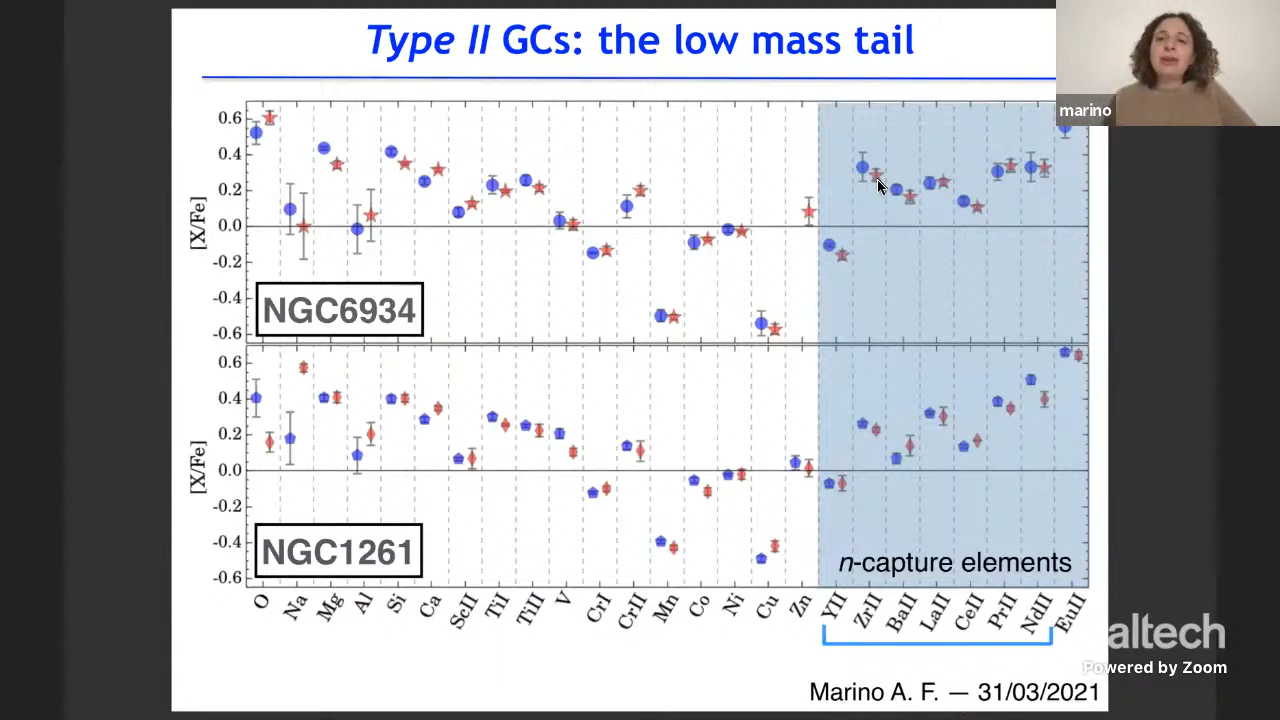 Type II GCs: the low mass tail
marino
0.6
0.4
0.2
0.0
-0.2
-0.4
-0.6
[X/Fe]
NGC6934
0.6
0.4
0.2
0.0
-0.2
-0.4
-0.6
[X/Fe]
NGC1261
n-capture elements
O Na Mg Al Si Ca ScII TiI TiII V CrI CrII Mn Co Ni Cu Zn YII ZrII BaII LaII CeII PrII NdII EuII
altech
Powered by Zoom
Marino A. F. — 31/03/2021